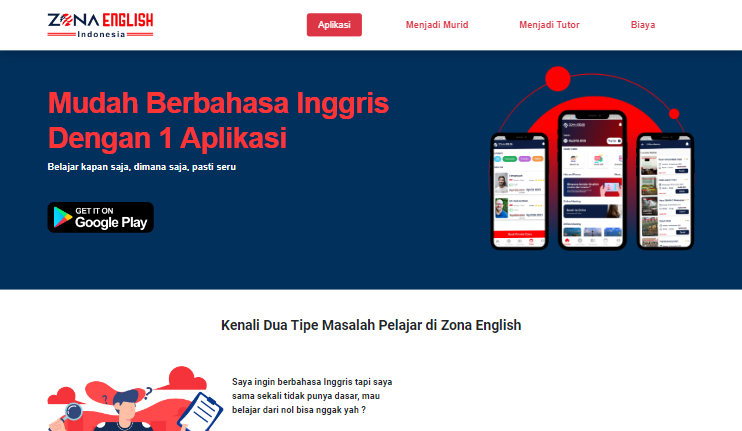 ZONA ENGLISH
Indonesia
Aplikasi
Menjadi Murid
Menjadi Tutor
Biaya
Mudah Berbahasa Inggris
Dengan 1 Aplikasi
Belajar kapan saja, dimana saja, pasti seru
GET IT ON
Google Play
Kenali Dua Tipe Masalah Pelajar di Zona English
Saya ingin berbahasa Inggris tapi saya
sama sekali tidak punya dasar, mau
belajar dari nol bisa nggak yah ?